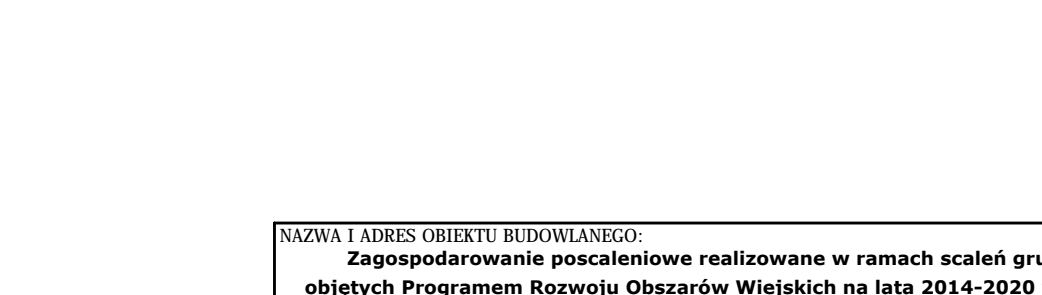 NAZWA I ADRES OBIEKTU BUDOWLANEGO:
Zagospodarowanie poscaleniowe realizowane w ramach scaleń
objętych Programem Rozwoju Obszarów Wiejskich na lata 2014-2020